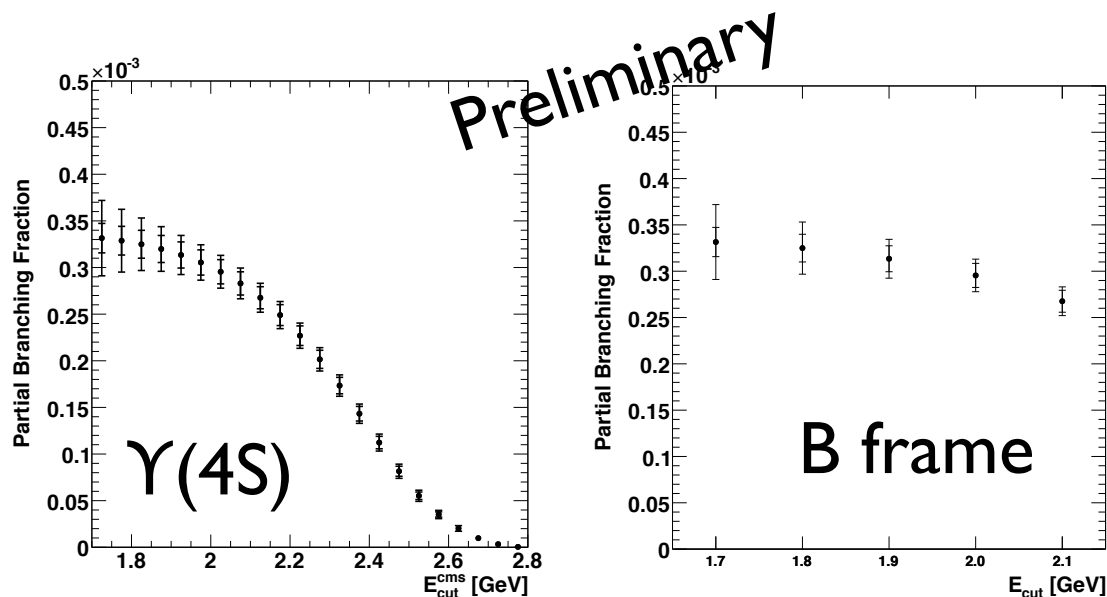 Preliminary
×10-3
0.5
0.45
0.4
0.35
0.3
0.25
0.2
0.15
0.1
0.05
0
Partial Branching Fraction
ϒ(4S)
1.8 2 2.2 2.4 2.6 2.8
Ecmscut [GeV]
×10-3
0.5
0.45
0.4
0.35
0.3
0.25
0.2
0.15
0.1
0.05
0
Partial Branching Fraction
B frame
1.7 1.8 1.9 2.0 2.1
Ecut [GeV]